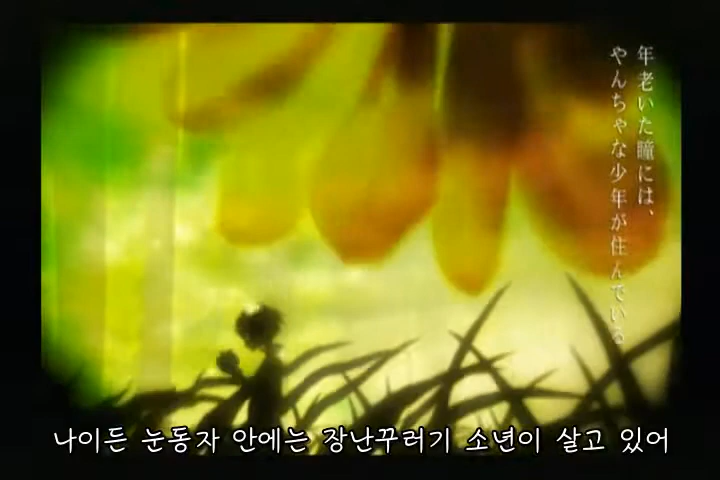 年老いた瞳には、
やんちゃな少年が住んでいる
나이든 눈동자 안에는 장난꾸러기 소년이 살고 있어